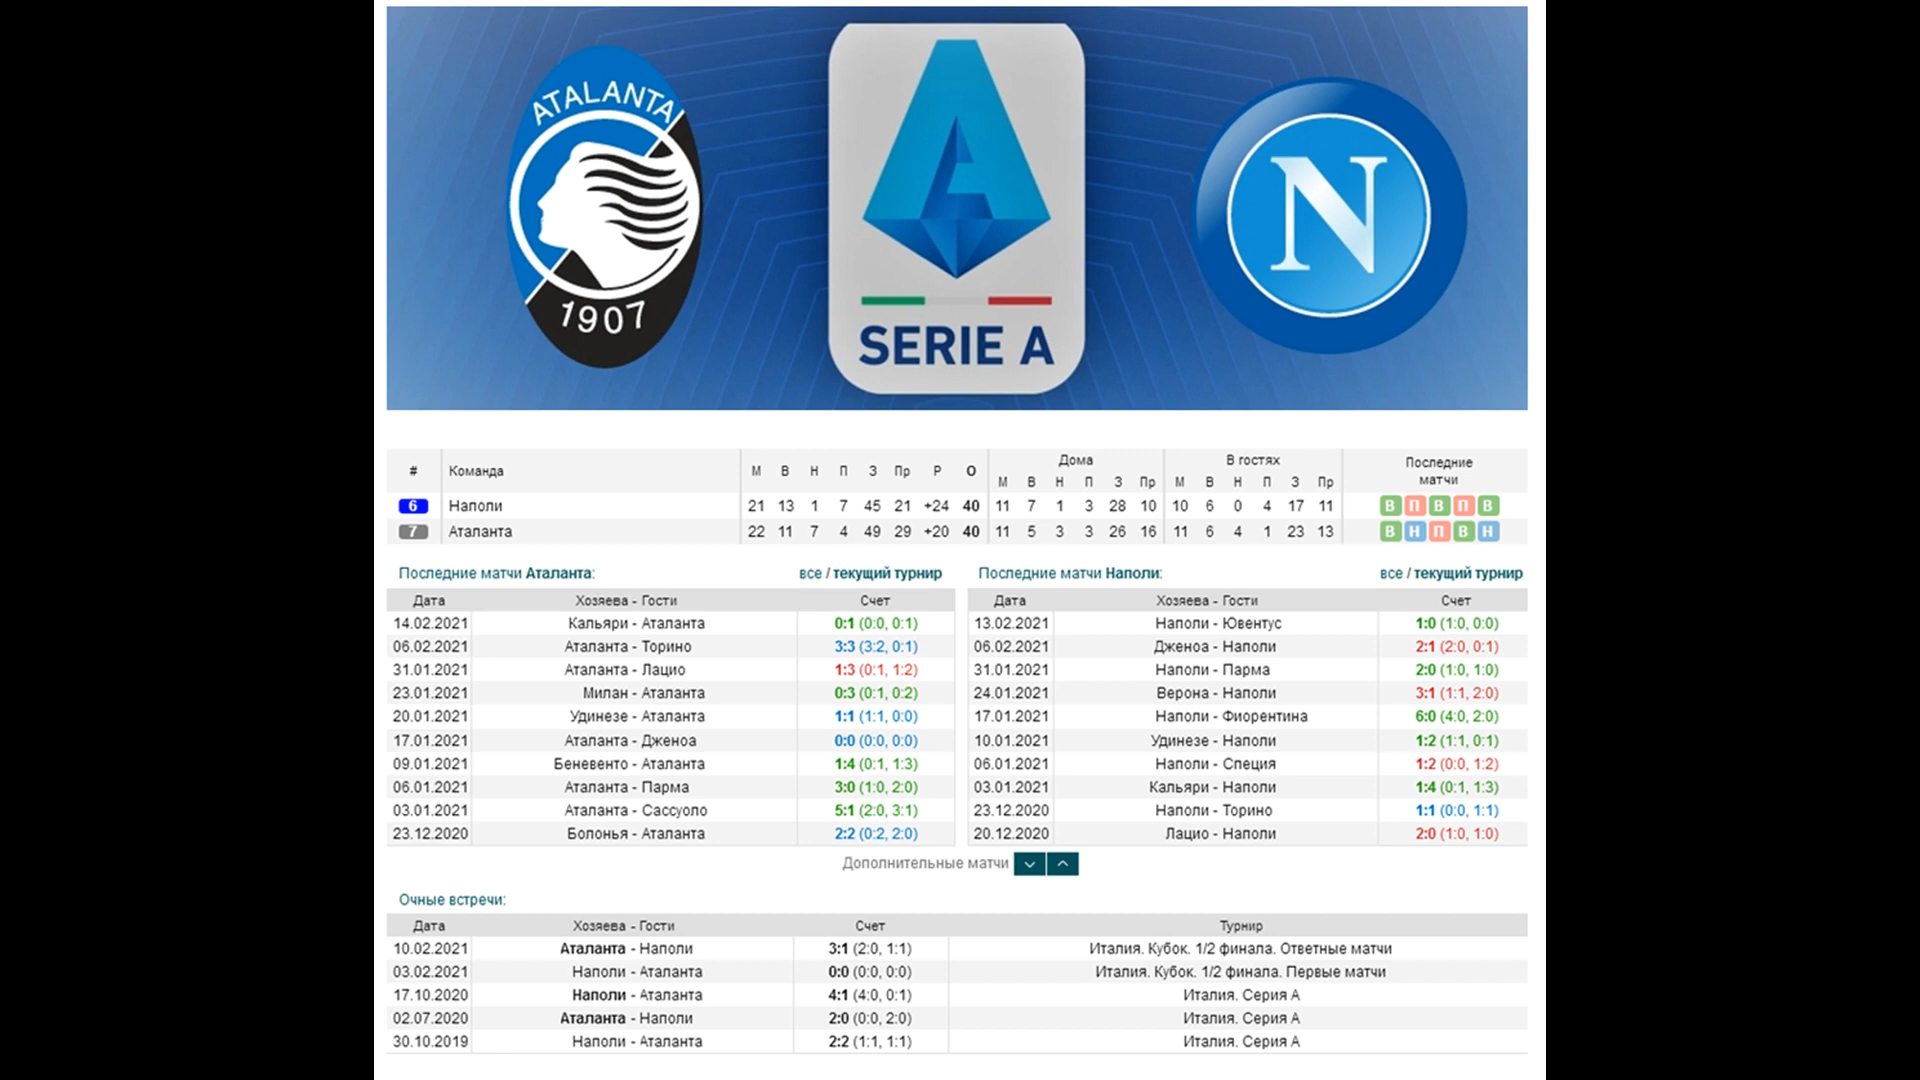 ATALANTA
1907
SERIE A
N
# Команда М В Н П З Пр Р О Дома М В Н П З Пр В гостях М В Н П З Пр Последние матчи
6 Наполи 21 13 1 7 45 21 +24 40 11 7 1 3 28 10 10 6 0 4 17 11 В П В П В
7 Аталанта 22 11 7 4 49 29 +20 40 11 5 3 3 26 16 11 6 4 1 23 13 В Н П В Н
Последние матчи Аталанта: все / текущий турнир
Дата Хозяева - Гости Счет
14.02.2021 Кальяри - Аталанта 0:1 (0:0, 0:1)
06.02.2021 Аталанта - Торино 3:3 (3:2, 0:1)
31.01.2021 Аталанта - Лацио 1:3 (0:1, 1:2)
23.01.2021 Милан - Аталанта 0:3 (0:1, 0:2)
20.01.2021 Удинезе - Аталанта 1:1 (1:1, 0:0)
17.01.2021 Аталанта - Дженоа 0:0 (0:0, 0:0)
09.01.2021 Беневенто - Аталанта 1:4 (0:1, 1:3)
06.01.2021 Аталанта - Парма 3:0 (1:0, 2:0)
03.01.2021 Аталанта - Сассуоло 5:1 (2:0, 3:1)
23.12.2020 Болонья - Аталанта 2:2 (0:2, 2:0)
Последние матчи Наполи: все / текущий турнир
Дата Хозяева - Гости Счет
13.02.2021 Наполи - Ювентус 1:0 (1:0, 0:0)
06.02.2021 Дженоа - Наполи 2:1 (2:0, 0:1)
31.01.2021 Наполи - Парма 2:0 (1:0, 1:0)
24.01.2021 Верона - Наполи 3:1 (1:1, 2:0)
17.01.2021 Наполи - Фиорентина 6:0 (4:0, 2:0)
10.01.2021 Удинезе - Наполи 1:2 (1:1, 0:1)
06.01.2021 Наполи - Специя 1:2 (0:0, 1:2)
03.01.2021 Кальяри - Наполи 1:4 (0:1, 1:3)
23.12.2020 Наполи - Торино 1:1 (0:0, 1:1)
20.12.2020 Лацио - Наполи 2:0 (1:0, 1:0)
Дополнительные матчи
Очные встречи:
Дата Хозяева - Гости Счет Турнир
10.02.2021 Аталанта - Наполи 3:1 (2:0, 1:1) Италия. Кубок. 1/2 финала. Ответные матчи
03.02.2021 Наполи - Аталанта 0:0 (0:0, 0:0) Италия. Кубок. 1/2 финала. Первые матчи
17.10.2020 Наполи - Аталанта 4:1 (4:0, 0:1) Италия. Серия А
02.07.2020 Аталанта - Наполи 2:0 (0:0, 2:0) Италия. Серия А
30.10.2019 Наполи - Аталанта 2:2 (1:1, 1:1) Италия. Серия А